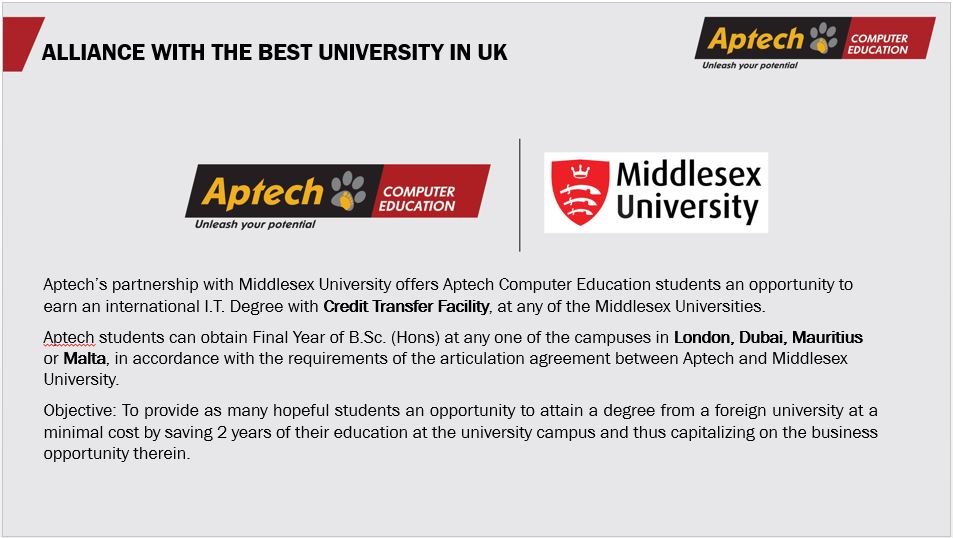 ALLIANCE WITH THE BEST UNIVERSITY IN UK
Aptech COMPUTER EDUCATION
Unleash your potential
Aptech COMPUTER EDUCATION
Unleash your potential
Middlesex
University
Aptech's partnership with Middlesex University offers Aptech Computer Education students an opportunity to
earn an international I.T. Degree with Credit Transfer Facility, at any of the Middlesex Universities.
Aptech students can obtain Final Year of B.Sc. (Hons) at any one of the campuses in London, Dubai, Mauritius
or Malta, in accordance with the requirements of the articulation agreement between Aptech and Middlesex
University.
Objective: To provide as many hopeful students an opportunity to attain a degree from a foreign university at a
minimal cost by saving 2 years of their education at the university campus and thus capitalizing on the business
opportunity therein.